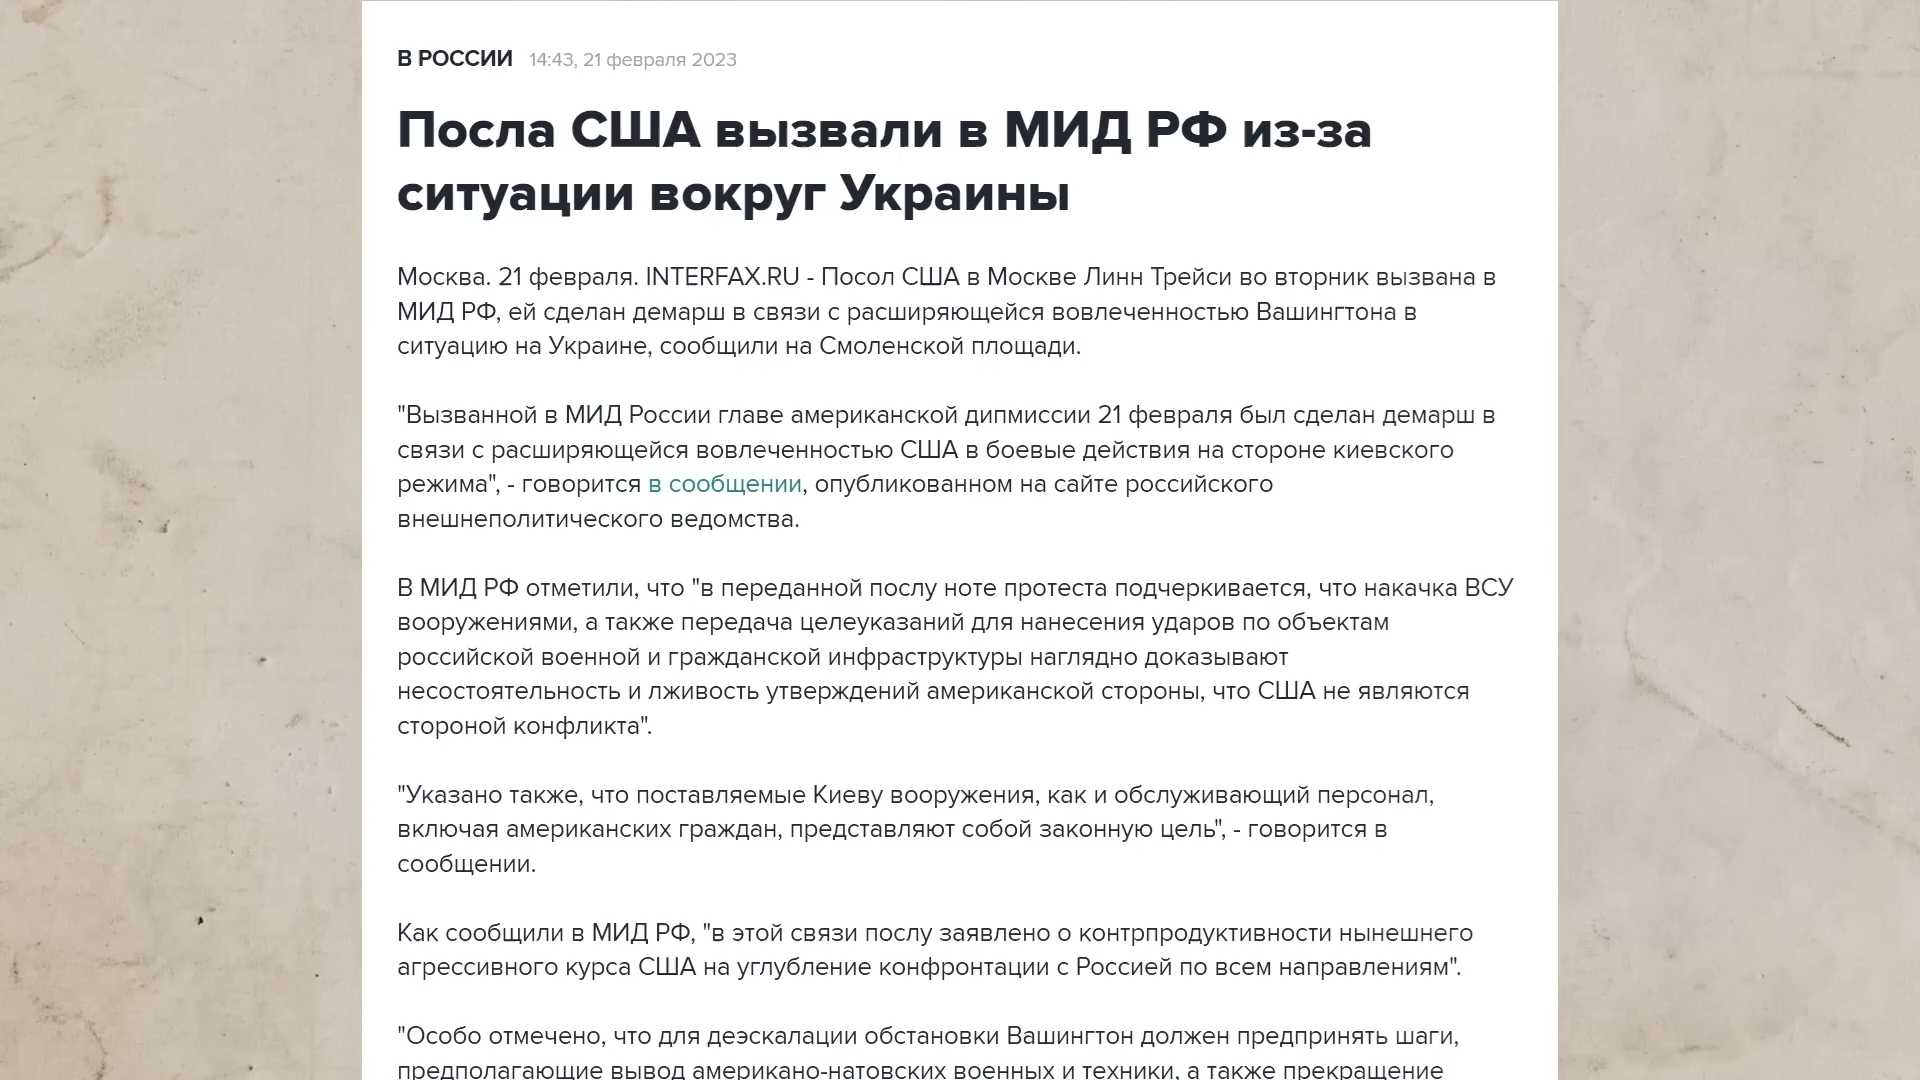 В РОССИИ 14:43, 21 февраля 2023
Посла США вызвали в МИД РФ из-за
ситуации вокруг Украины
Москва. 21 февраля. INTERFAX.RU - Посол США в Москве Линн Трейси во вторник вызвана в
МИД РФ, ей сделан демарш в связи с расширяющейся вовлеченностью Вашингтона в
ситуацию на Украине, сообщили на Смоленской площади.
"Вызванной в МИД России главе американской дипмиссии 21 февраля был сделан демарш в
связи с расширяющейся вовлеченностью США в боевые действия на стороне киевского
режима", - говорится в сообщении, опубликованном на сайте российского
внешнеполитического ведомства.
В МИД РФ отметили, что "в переданной послу ноте протеста подчеркивается, что накачка ВСУ
вооружениями, а также передача целеуказаний для нанесения ударов по объектам
российской военной и гражданской инфраструктуры наглядно доказывают
несостоятельность и лживость утверждений американской стороны, что США не являются
стороной конфликта".
"Указано также, что поставляемые Киеву вооружения, как и обслуживающий персонал,
включая американских граждан, представляют собой законную цель", - говорится в
сообщении.
Как сообщили в МИД РФ, "в этой связи послу заявлено о контрпродуктивности нынешнего
агрессивного курса США на углубление конфронтации с Россией по всем направлениям".
"Особо отмечено, что для деэскалации обстановки Вашингтон должен предпринять шаги,
предполагающие вывод американо-натовских военных и техники, а также прекращение